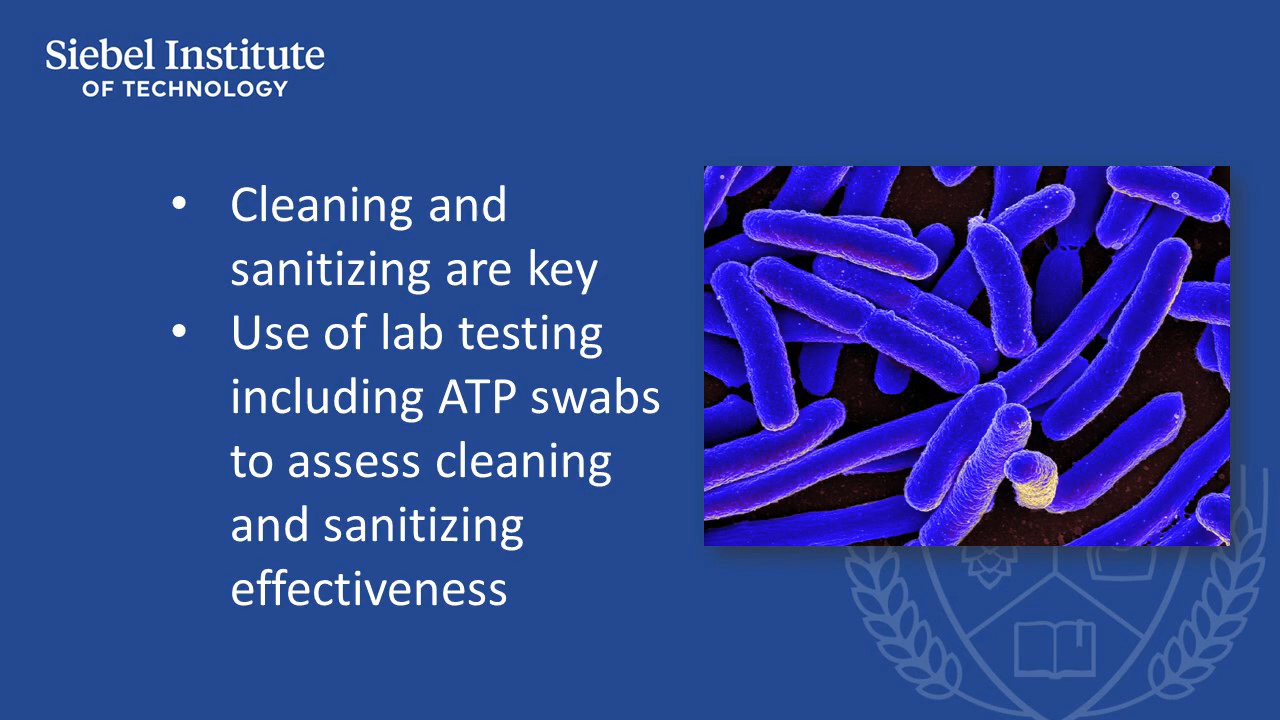 Siebel Institute
OF TECHNOLOGY
• Cleaning and
sanitizing are key
• Use of lab testing
including ATP swabs
to assess cleaning
and sanitizing
effectiveness